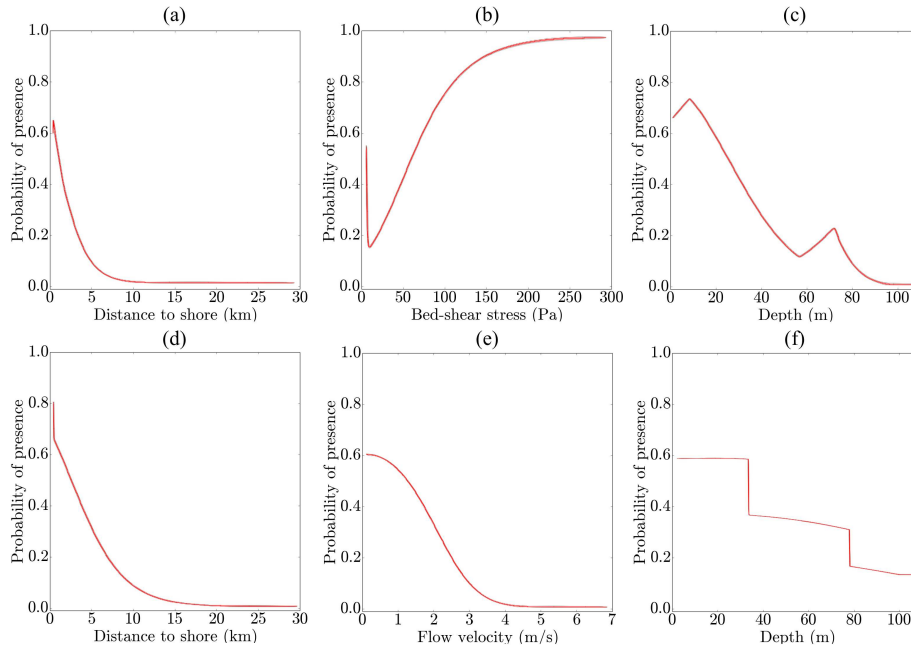 (a)
1.0
0.8
0.6
0.4
0.2
0.0
Probability of presence
0 5 10 15 20 25 30
Distance to shore (km)
(b)
1.0
0.8
0.6
0.4
0.2
0.0
Probability of presence
0 50 100 150 200 250 300
Bed-shear stress (Pa)
(c)
1.0
0.8
0.6
0.4
0.2
0.0
Probability of presence
0 20 40 60 80 100
Depth (m)
(d)
1.0
0.8
0.6
0.4
0.2
0.0
Probability of presence
0 5 10 15 20 25 30
Distance to shore (km)
(e)
1.0
0.8
0.6
0.4
0.2
0.0
Probability of presence
0 1 2 3 4 5 6 7
Flow velocity (m/s)
(f)
1.0
0.8
0.6
0.4
0.2
0.0
Probability of presence
0 20 40 60 80 100
Depth (m)